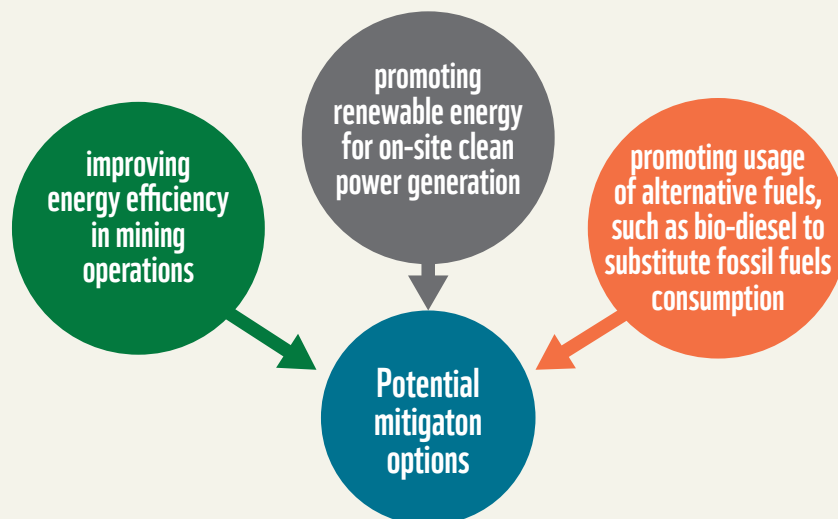 improving
energy efficiency
in mining
operations
promoting
renewable energy
for on-site clean
power generation
promoting usage
of alternative fuels,
such as bio-diesel to
substitute fossil fuels
consumption
Potential
mitigaton
options